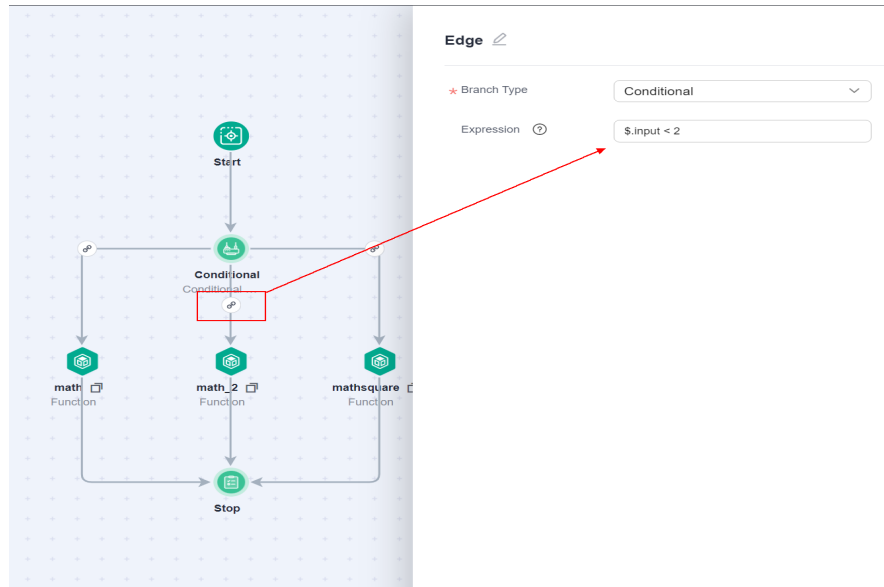 Edge
* Branch Type
Conditional
Expression ?
$.input < 2
Start
Conditional
Conditional ...
math
Function
math_2
Function
mathsquare
Function
Stop